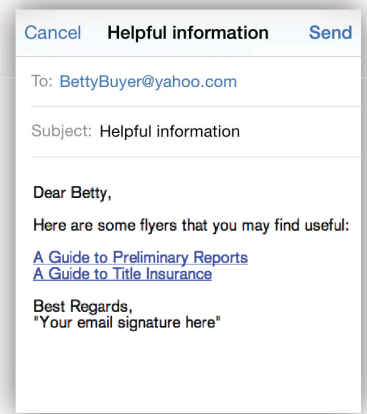 Cancel Helpful information Send
To: BettyBuyer@yahoo.com
Subject: Helpful information
Dear Betty,
Here are some flyers that you may find useful:
A Guide to Preliminary Reports
A Guide to Title Insurance
Best Regards,
"Your email signature here"